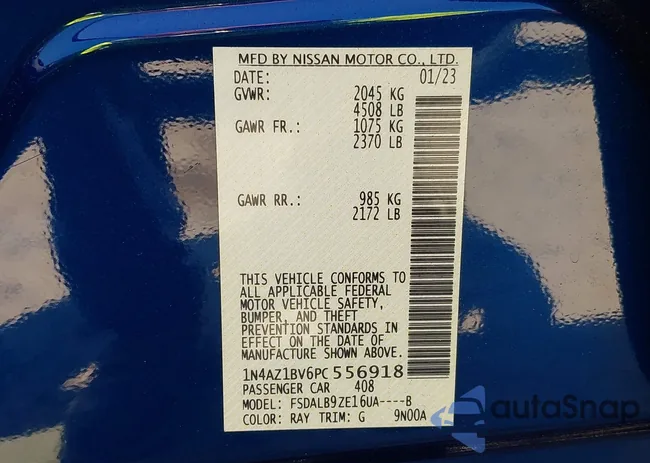 MFD BY NISSAN MOTOR CO., LTD.
DATE: 01/23
GVWR: 2045 KG
4508 LB
GAWR FR.: 1075 KG
2370 LB
GAWR RR.: 985 KG
2172 LB
THIS VEHICLE CONFORMS TO
ALL APPLICABLE FEDERAL
MOTOR VEHICLE SAFETY,
BUMPER, AND THEFT
PREVENTION STANDARDS IN
EFFECT ON THE DATE OF
MANUFACTURE SHOWN ABOVE.
1N4AZ1BV6PC556918
PASSENGER CAR 408
MODEL: FSDALB9ZE16UA----B
COLOR: RAY TRIM: G 9N00A
autoSnap